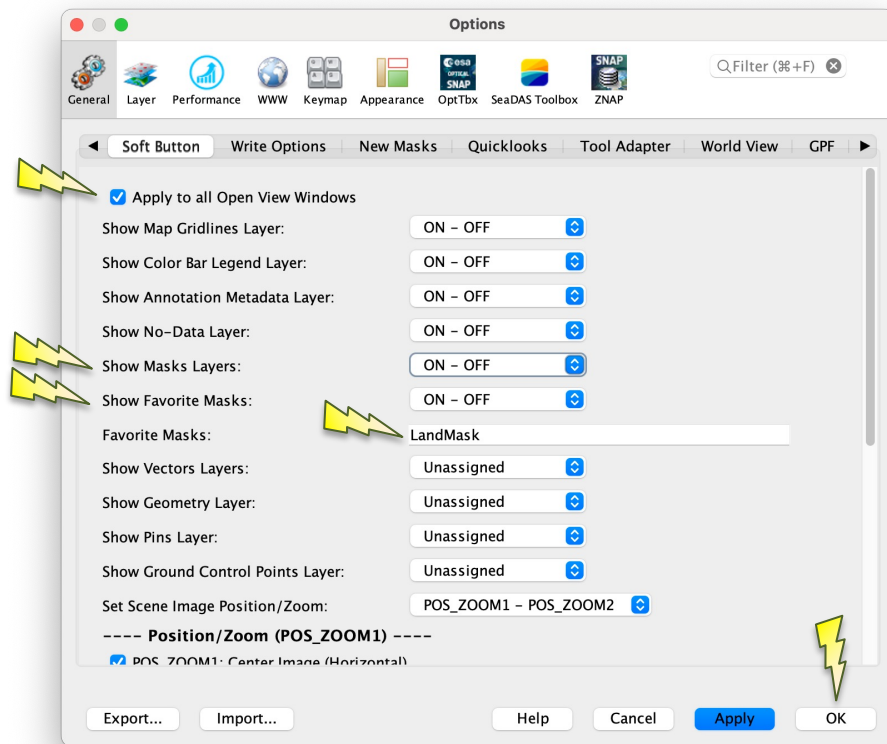 Options
General Layer Performance WWW Keymap Appearance OptTbx SeaDAS Toolbox ZNAP
esa OPTICAL SNAP
SNAP
Filter (⌘+F)
Soft Button Write Options New Masks Quicklooks Tool Adapter World View GPF
Apply to all Open View Windows
Show Map Gridlines Layer: ON - OFF
Show Color Bar Legend Layer: ON - OFF
Show Annotation Metadata Layer: ON - OFF
Show No-Data Layer: ON - OFF
Show Masks Layers: ON - OFF
Show Favorite Masks: ON - OFF
Favorite Masks: LandMask
Show Vectors Layers: Unassigned
Show Geometry Layer: Unassigned
Show Pins Layer: Unassigned
Show Ground Control Points Layer: Unassigned
Set Scene Image Position/Zoom: POS_ZOOM1 - POS_ZOOM2
---- Position/Zoom (POS_ZOOM1) ----
POS_ZOOM1: Center Image (Horizontal)
Export... Import... Help Cancel Apply OK